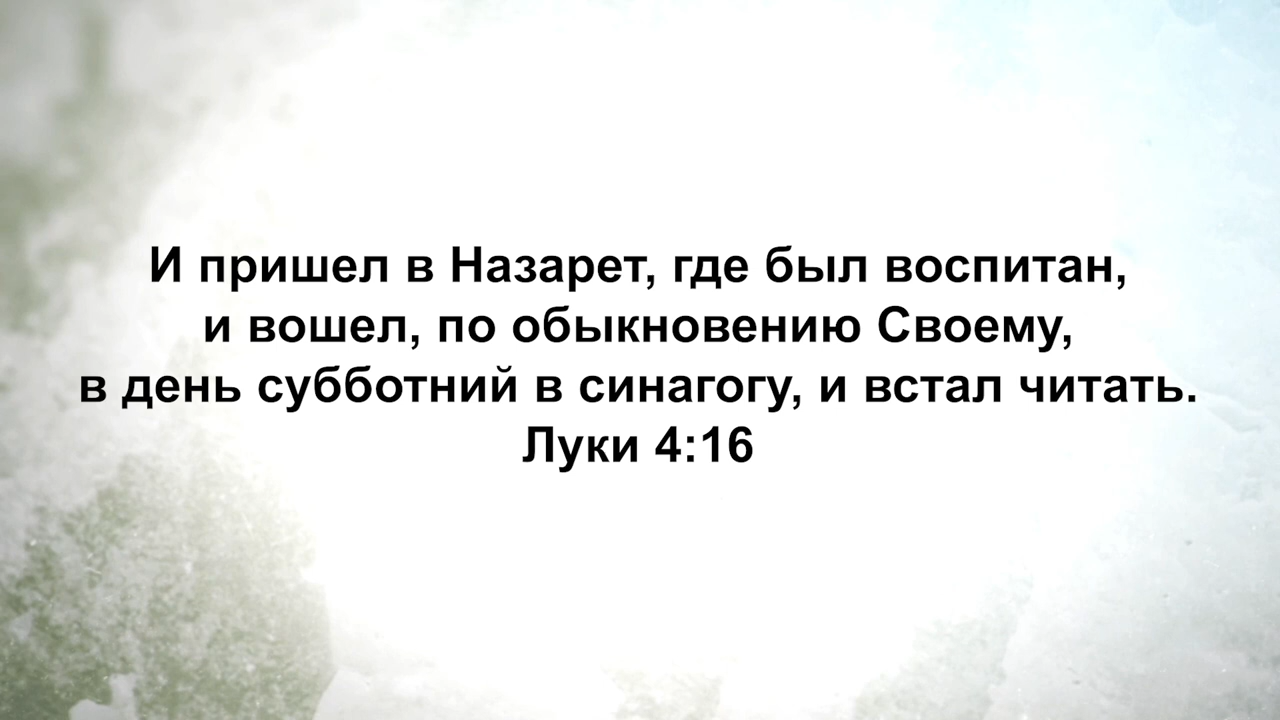 И пришел в Назарет, где был воспитан,
и вошел, по обыкновению Своему,
в день субботний в синагогу, и встал читать.
Луки 4:16